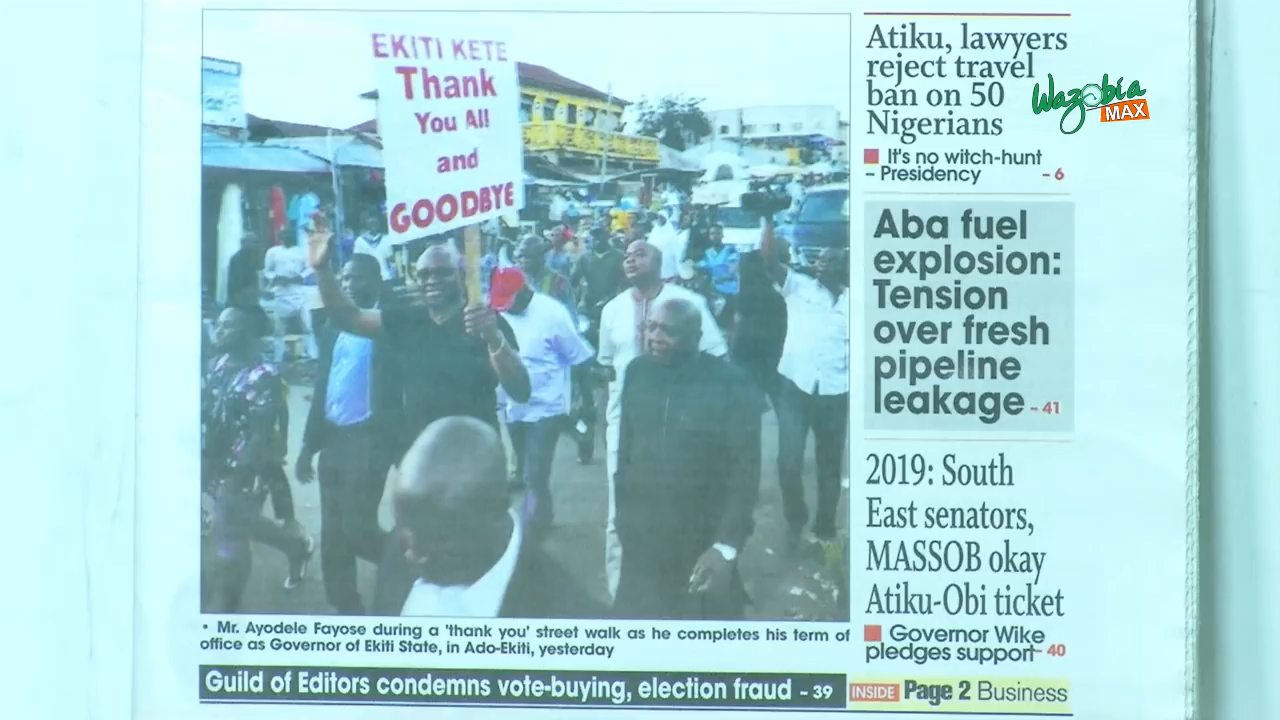 EKITI KETE
Thank
You All
and
GOODBYE
• Mr. Ayodele Fayose during a 'thank you' street walk as he completes his term of
office as Governor of Ekiti State, in Ado-Ekiti, yesterday
Guild of Editors condemns vote-buying, election fraud - 39
Atiku, lawyers
reject travel
ban on 50
Nigerians
It's no witch-hunt
– Presidency - 6
Wazobia
MAX
Aba fuel
explosion:
Tension
over fresh
pipeline
leakage - 41
2019: South
East senators,
MASSOB okay
Atiku-Obi ticket
Governor Wike
pledges support - 40
INSIDE Page 2 Business